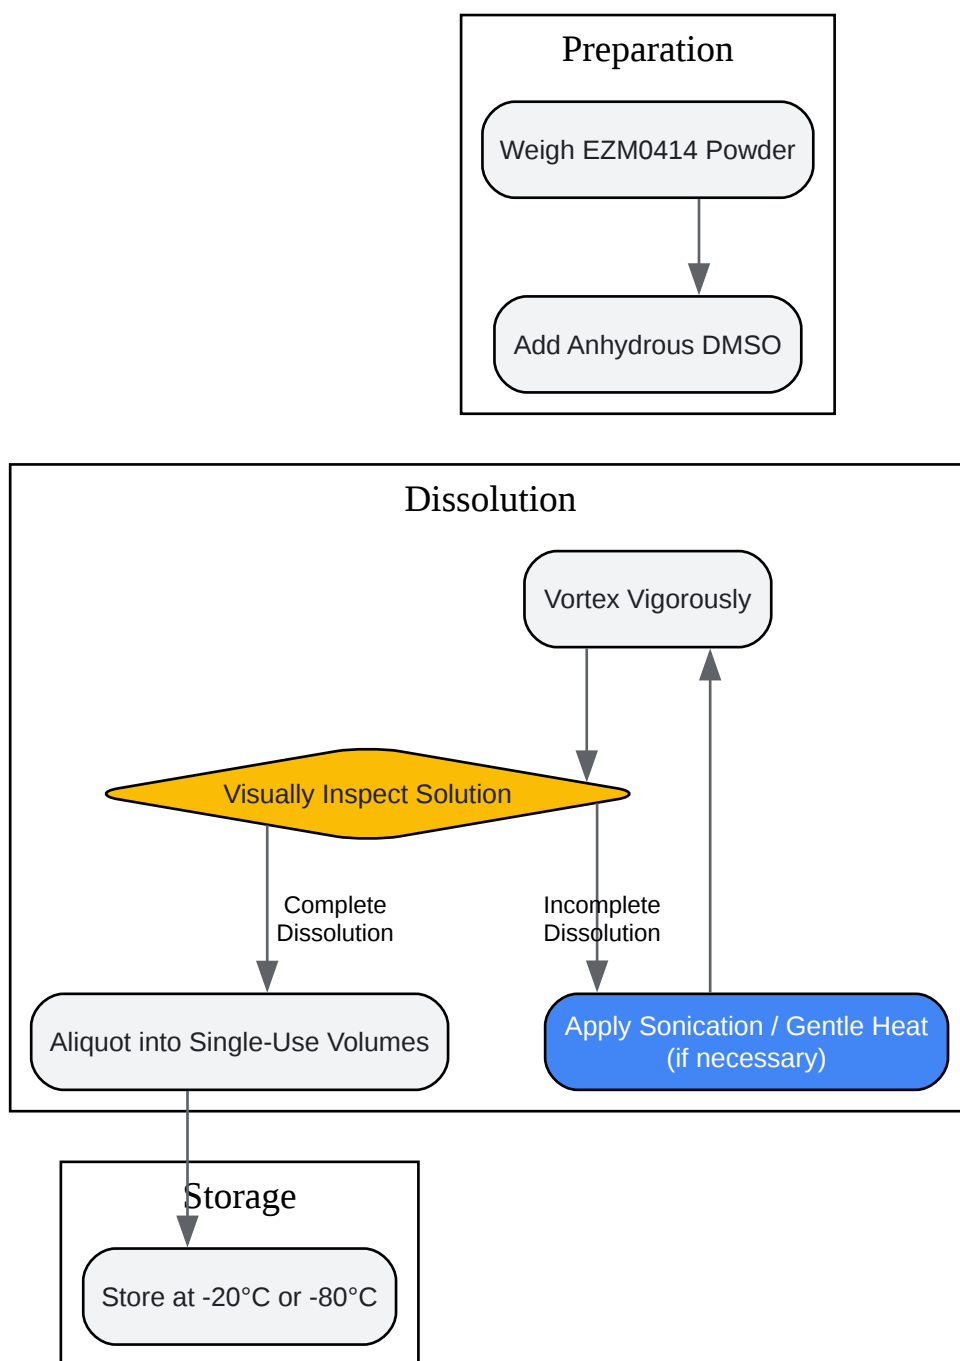 Preparation
Weigh EZM0414 Powder
Add Anhydrous DMSO
Dissolution
Vortex Vigorously
Visually Inspect Solution
Complete
Dissolution
Incomplete
Dissolution
Aliquot into Single-Use Volumes
Apply Sonication / Gentle Heat
(if necessary)
Storage
Store at -20°C or -80°C